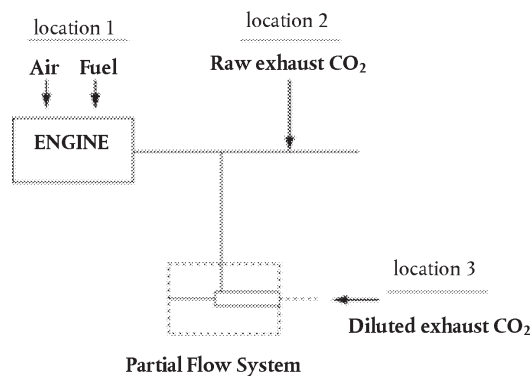 location 1
location 2
Air Fuel
Raw exhaust CO₂
ENGINE
location 3
Diluted exhaust CO₂
Partial Flow System